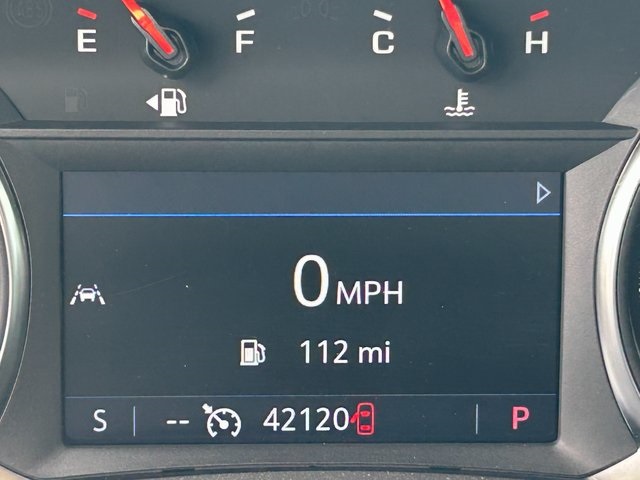 E F C H
0 MPH
112 mi
S -- 42120 P